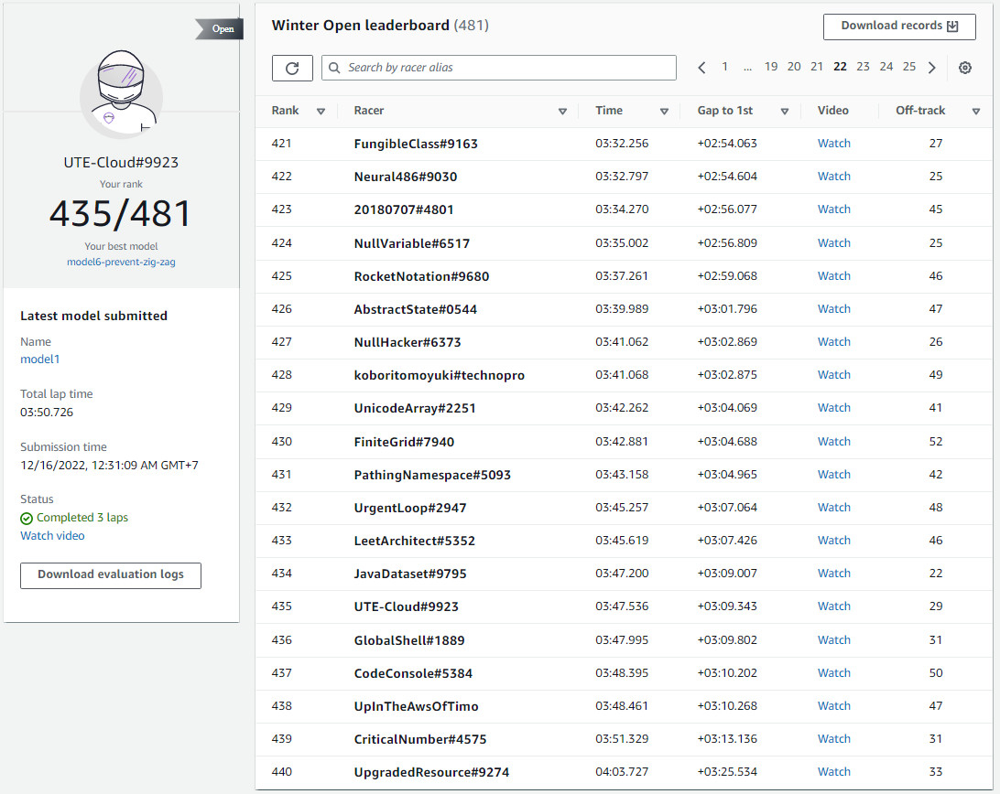 Open
UTE-Cloud#9923
Your rank
435/481
Your best model
model6-prevent-zig-zag
Latest model submitted
Name
model1
Total lap time
03:50.726
Submission time
12/16/2022, 12:31:09 AM GMT+7
Status
Completed 3 laps
Watch video
Download evaluation logs
Winter Open leaderboard (481)
Download records
Search by racer alias
1 ... 19 20 21 22 23 24 25
Rank Racer Time Gap to 1st Video Off-track
421 FungibleClass#9163 03:32.256 +02:54.063 Watch 27
422 Neural486#9030 03:32.797 +02:54.604 Watch 25
423 20180707#4801 03:34.270 +02:56.077 Watch 45
424 NullVariable#6517 03:35.002 +02:56.809 Watch 25
425 RocketNotation#9680 03:37.261 +02:59.068 Watch 46
426 AbstractState#0544 03:39.989 +03:01.796 Watch 47
427 NullHacker#6373 03:41.062 +03:02.869 Watch 26
428 koboritomoyuki#technopro 03:41.068 +03:02.875 Watch 49
429 UnicodeArray#2251 03:42.262 +03:04.069 Watch 41
430 FiniteGrid#7940 03:42.881 +03:04.688 Watch 52
431 PathingNamespace#5093 03:43.158 +03:04.965 Watch 42
432 UrgentLoop#2947 03:45.257 +03:07.064 Watch 48
433 LeetArchitect#5352 03:45.619 +03:07.426 Watch 46
434 JavaDataset#9795 03:47.200 +03:09.007 Watch 22
435 UTE-Cloud#9923 03:47.536 +03:09.343 Watch 29
436 GlobalShell#1889 03:47.995 +03:09.802 Watch 31
437 CodeConsole#5384 03:48.395 +03:10.202 Watch 50
438 UpInTheAwsOfTimo 03:48.461 +03:10.268 Watch 47
439 CriticalNumber#4575 03:51.329 +03:13.136 Watch 31
440 UpgradedResource#9274 04:03.727 +03:25.534 Watch 33